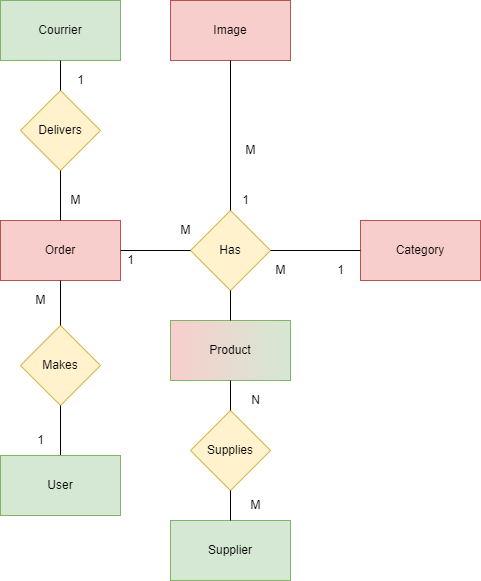 Courrier
Image
1
Delivers
M
M
1
M
Order
Has
Category
1
M
1
M
Makes
Product
N
1
Supplies
User
M
Supplier